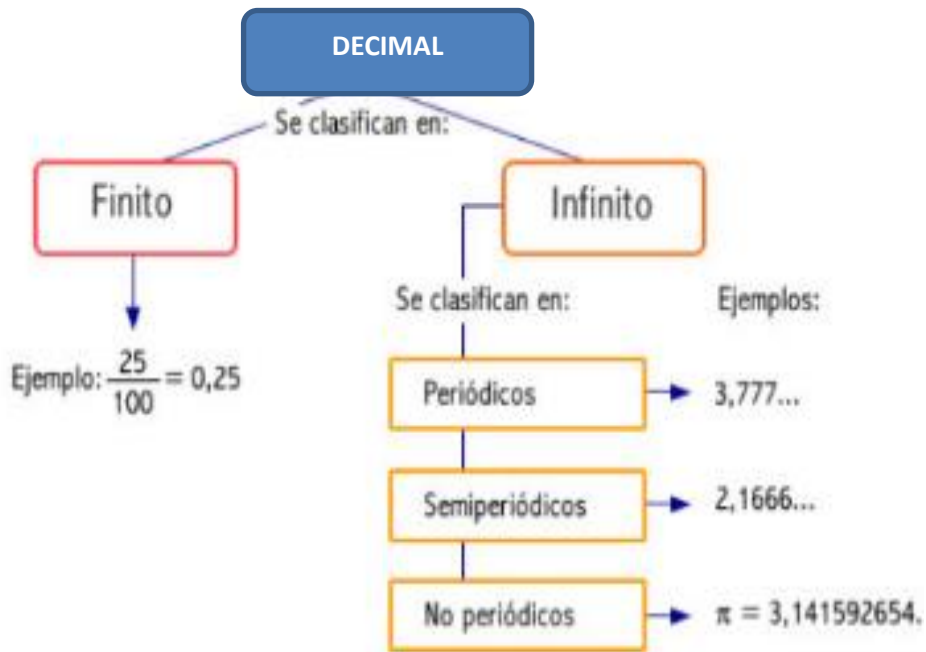 DECIMAL
Se clasifican en:
Finito
Infinito
Se clasifican en:
Ejemplos:
Ejemplo: 25/100 = 0,25
Periódicos
3,777...
Semiperiódicos
2,1666...
No periódicos
π = 3,141592654.